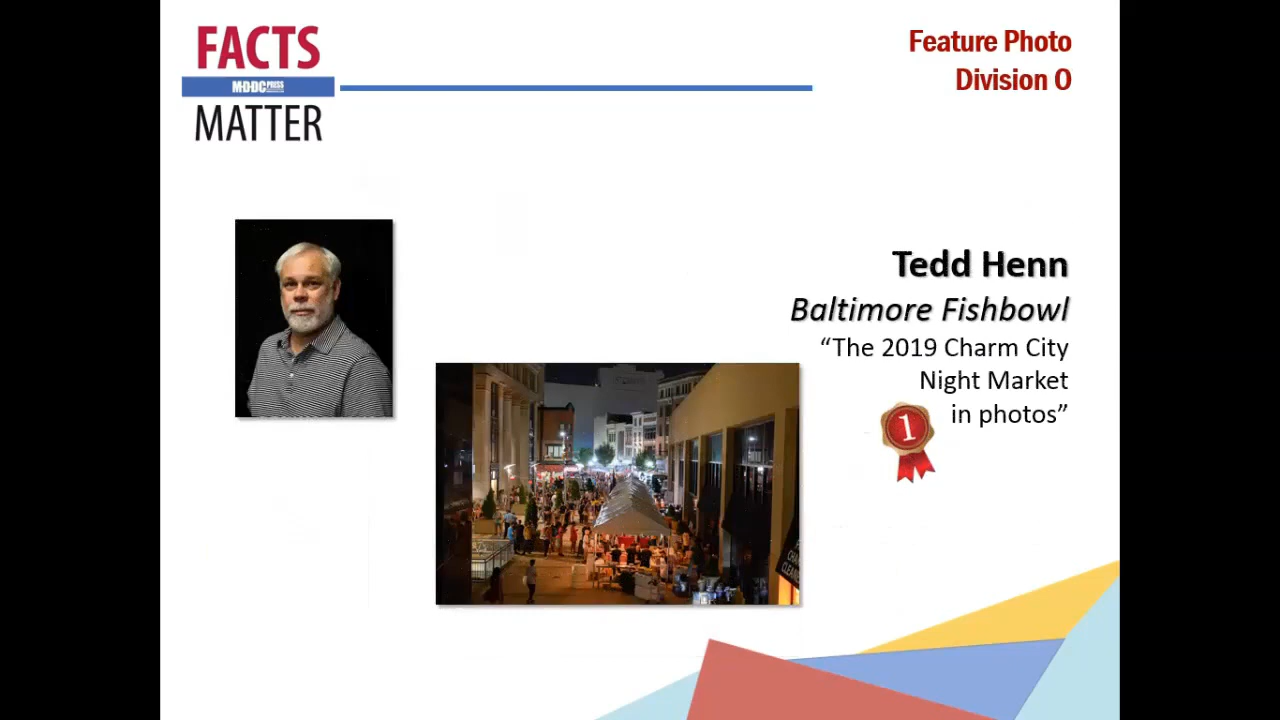 FACTS
MDDC PRESS
MATTER
Feature Photo
Division O
Tedd Henn
Baltimore Fishbowl
“The 2019 Charm City
Night Market
in photos”
1